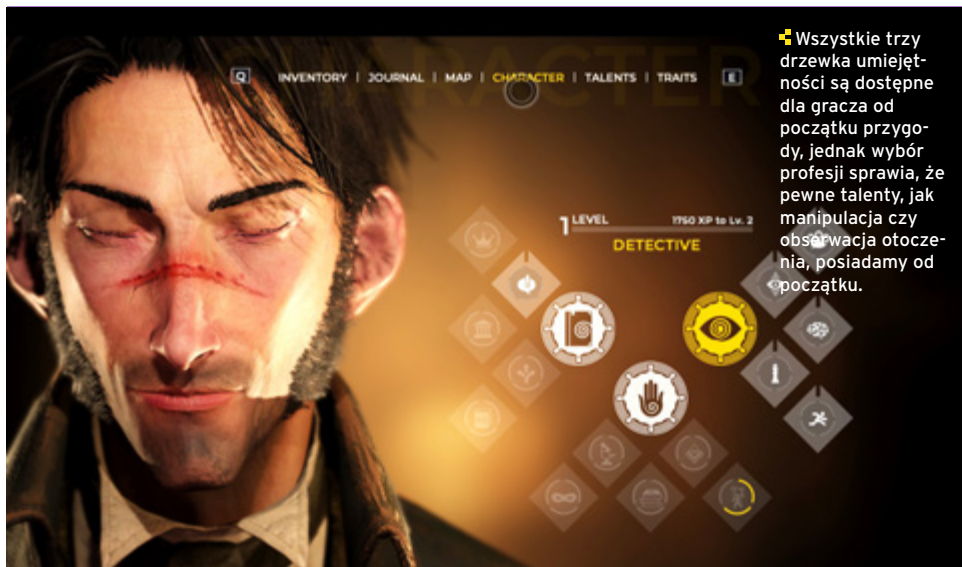 Q INVENTORY | JOURNAL | MAP | CHARACTER | TALENTS | TRAITS E
CHARACTER
1 LEVEL 1750 XP to Lv. 2
DETECTIVE
Wszystkie trzy
drzewka umiejęt-
ności są dostępne
dla gracza od
początku przygo-
dy, jednak wybór
profesji sprawia, że
pewne talenty, jak
manipulacja czy
obserwacja otocze-
nia, posiadamy od
początku.